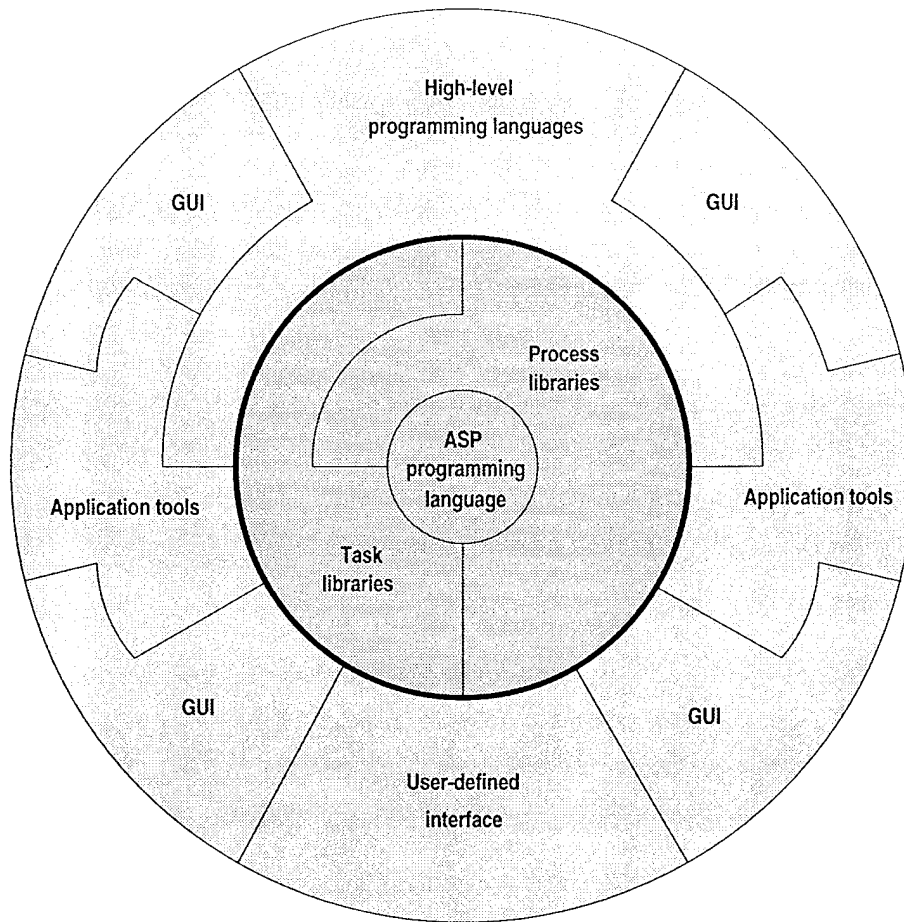 High-level
programming languages
GUI
GUI
Process
libraries
ASP
programming
language
Application tools
Application tools
Task
libraries
GUI
GUI
User-defined
interface